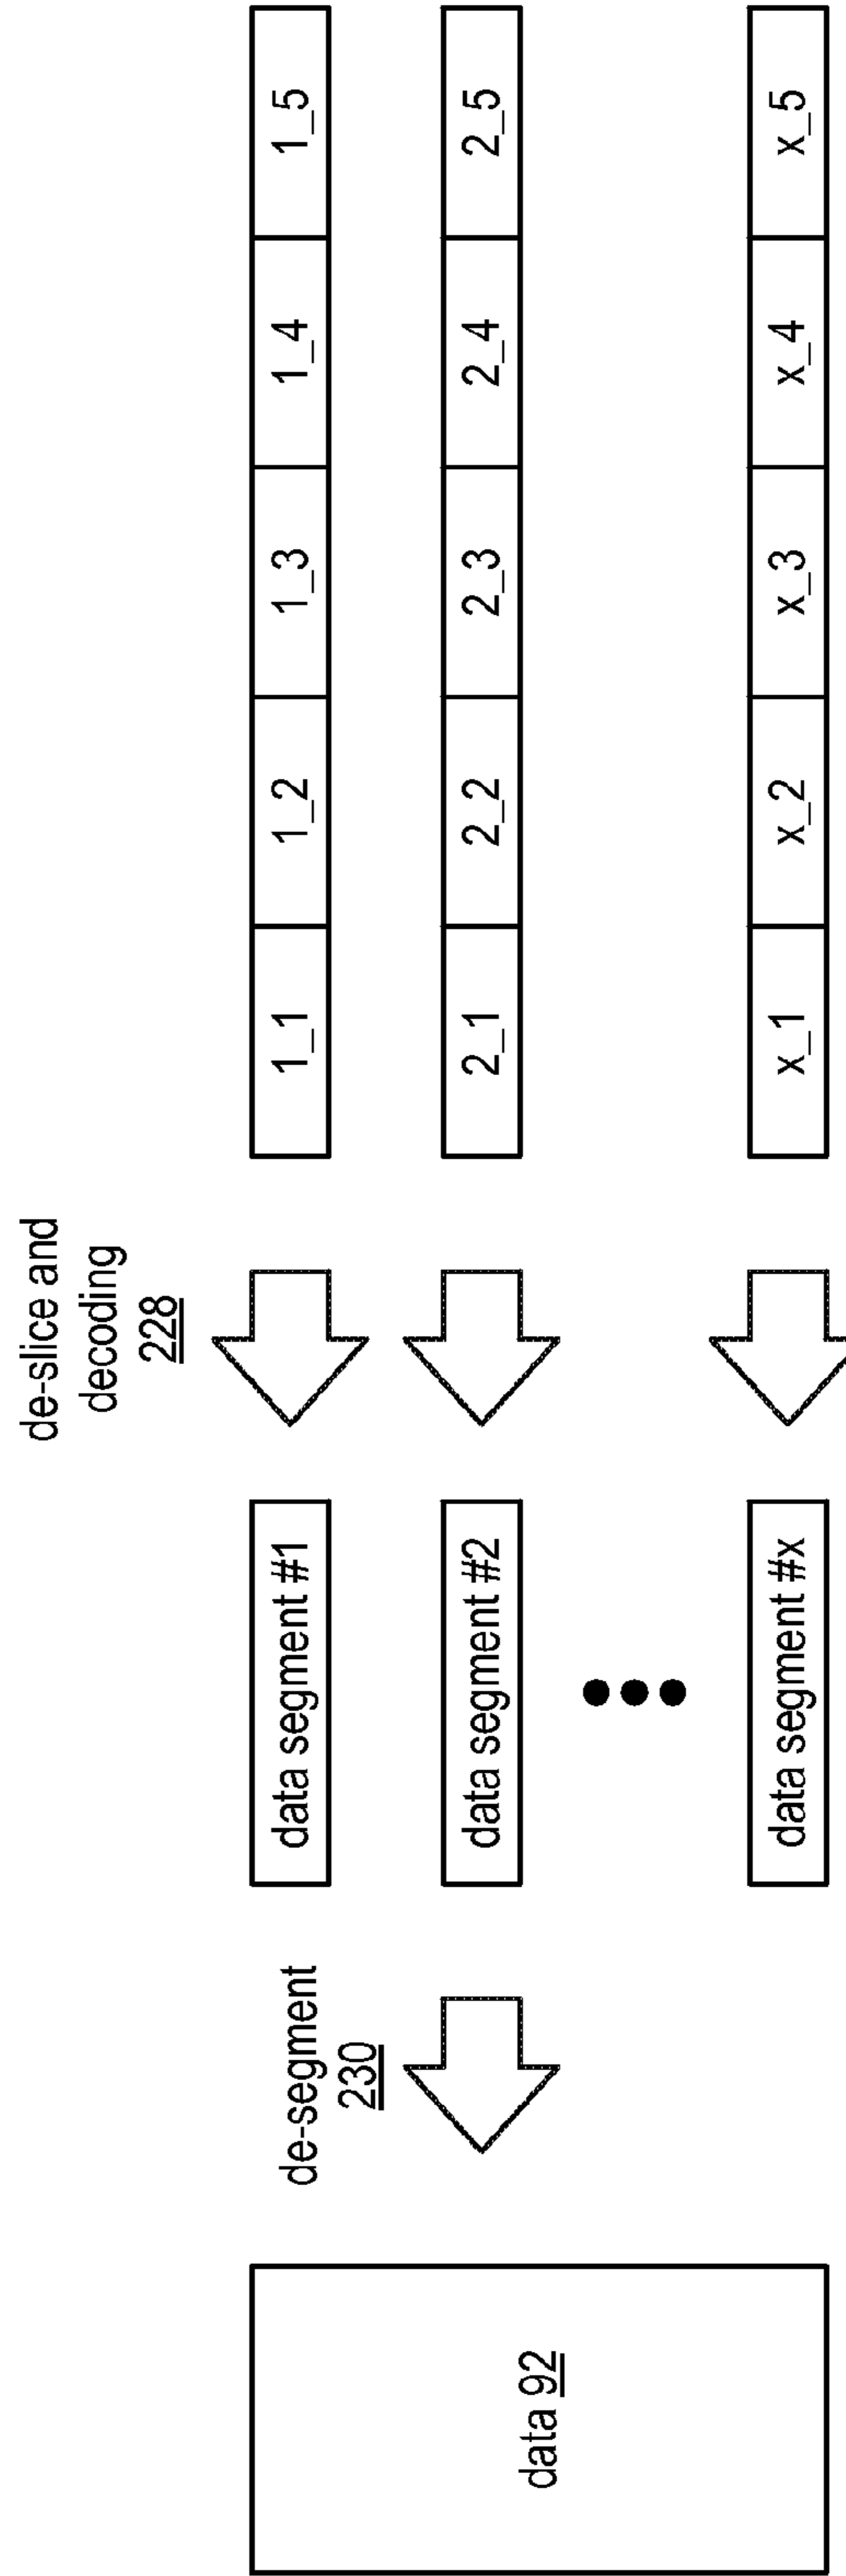 de-slice and
decoding
228
de-segment
230
data segment #1
1_1
1_2
1_3
1_4
1_5
data segment #2
2_1
2_2
2_3
2_4
2_5
data 92
data segment #x
x_1
x_2
x_3
x_4
x_5